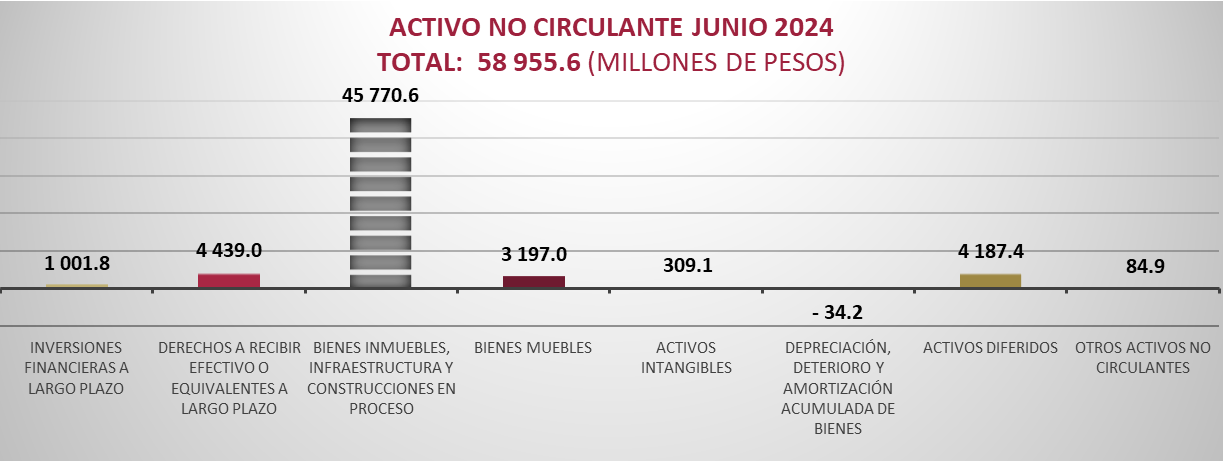 ACTIVO NO CIRCULANTE JUNIO 2024
TOTAL: 58 955.6 (MILLONES DE PESOS)
45 770.6
1 001.8
4 439.0
3 197.0
309.1
- 34.2
4 187.4
84.9
INVERSIONES
FINANCIERAS A
LARGO PLAZO
DERECHOS A RECIBIR
EFECTIVO O
EQUIVALENTES A
LARGO PLAZO
BIENES INMUEBLES,
INFRAESTRUCTURA Y
CONSTRUCCIONES EN
PROCESO
BIENES MUEBLES
ACTIVOS
INTANGIBLES
DEPRECIACIÓN,
DETERIORO Y
AMORTIZACIÓN
ACUMULADA DE
BIENES
ACTIVOS DIFERIDOS
OTROS ACTIVOS NO
CIRCULANTES